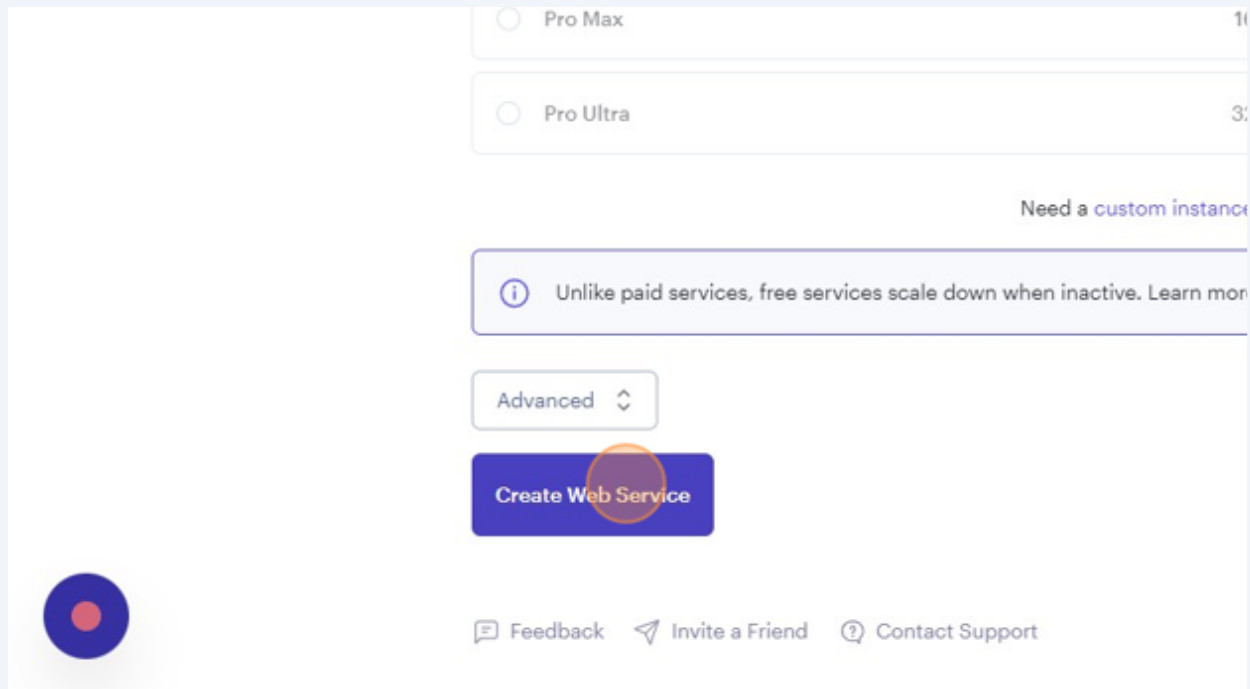 Pro Max
Pro Ultra
Need a custom instance
Unlike paid services, free services scale down when inactive. Learn
Advanced
Create Web Service
Feedback Invite a Friend Contact Support